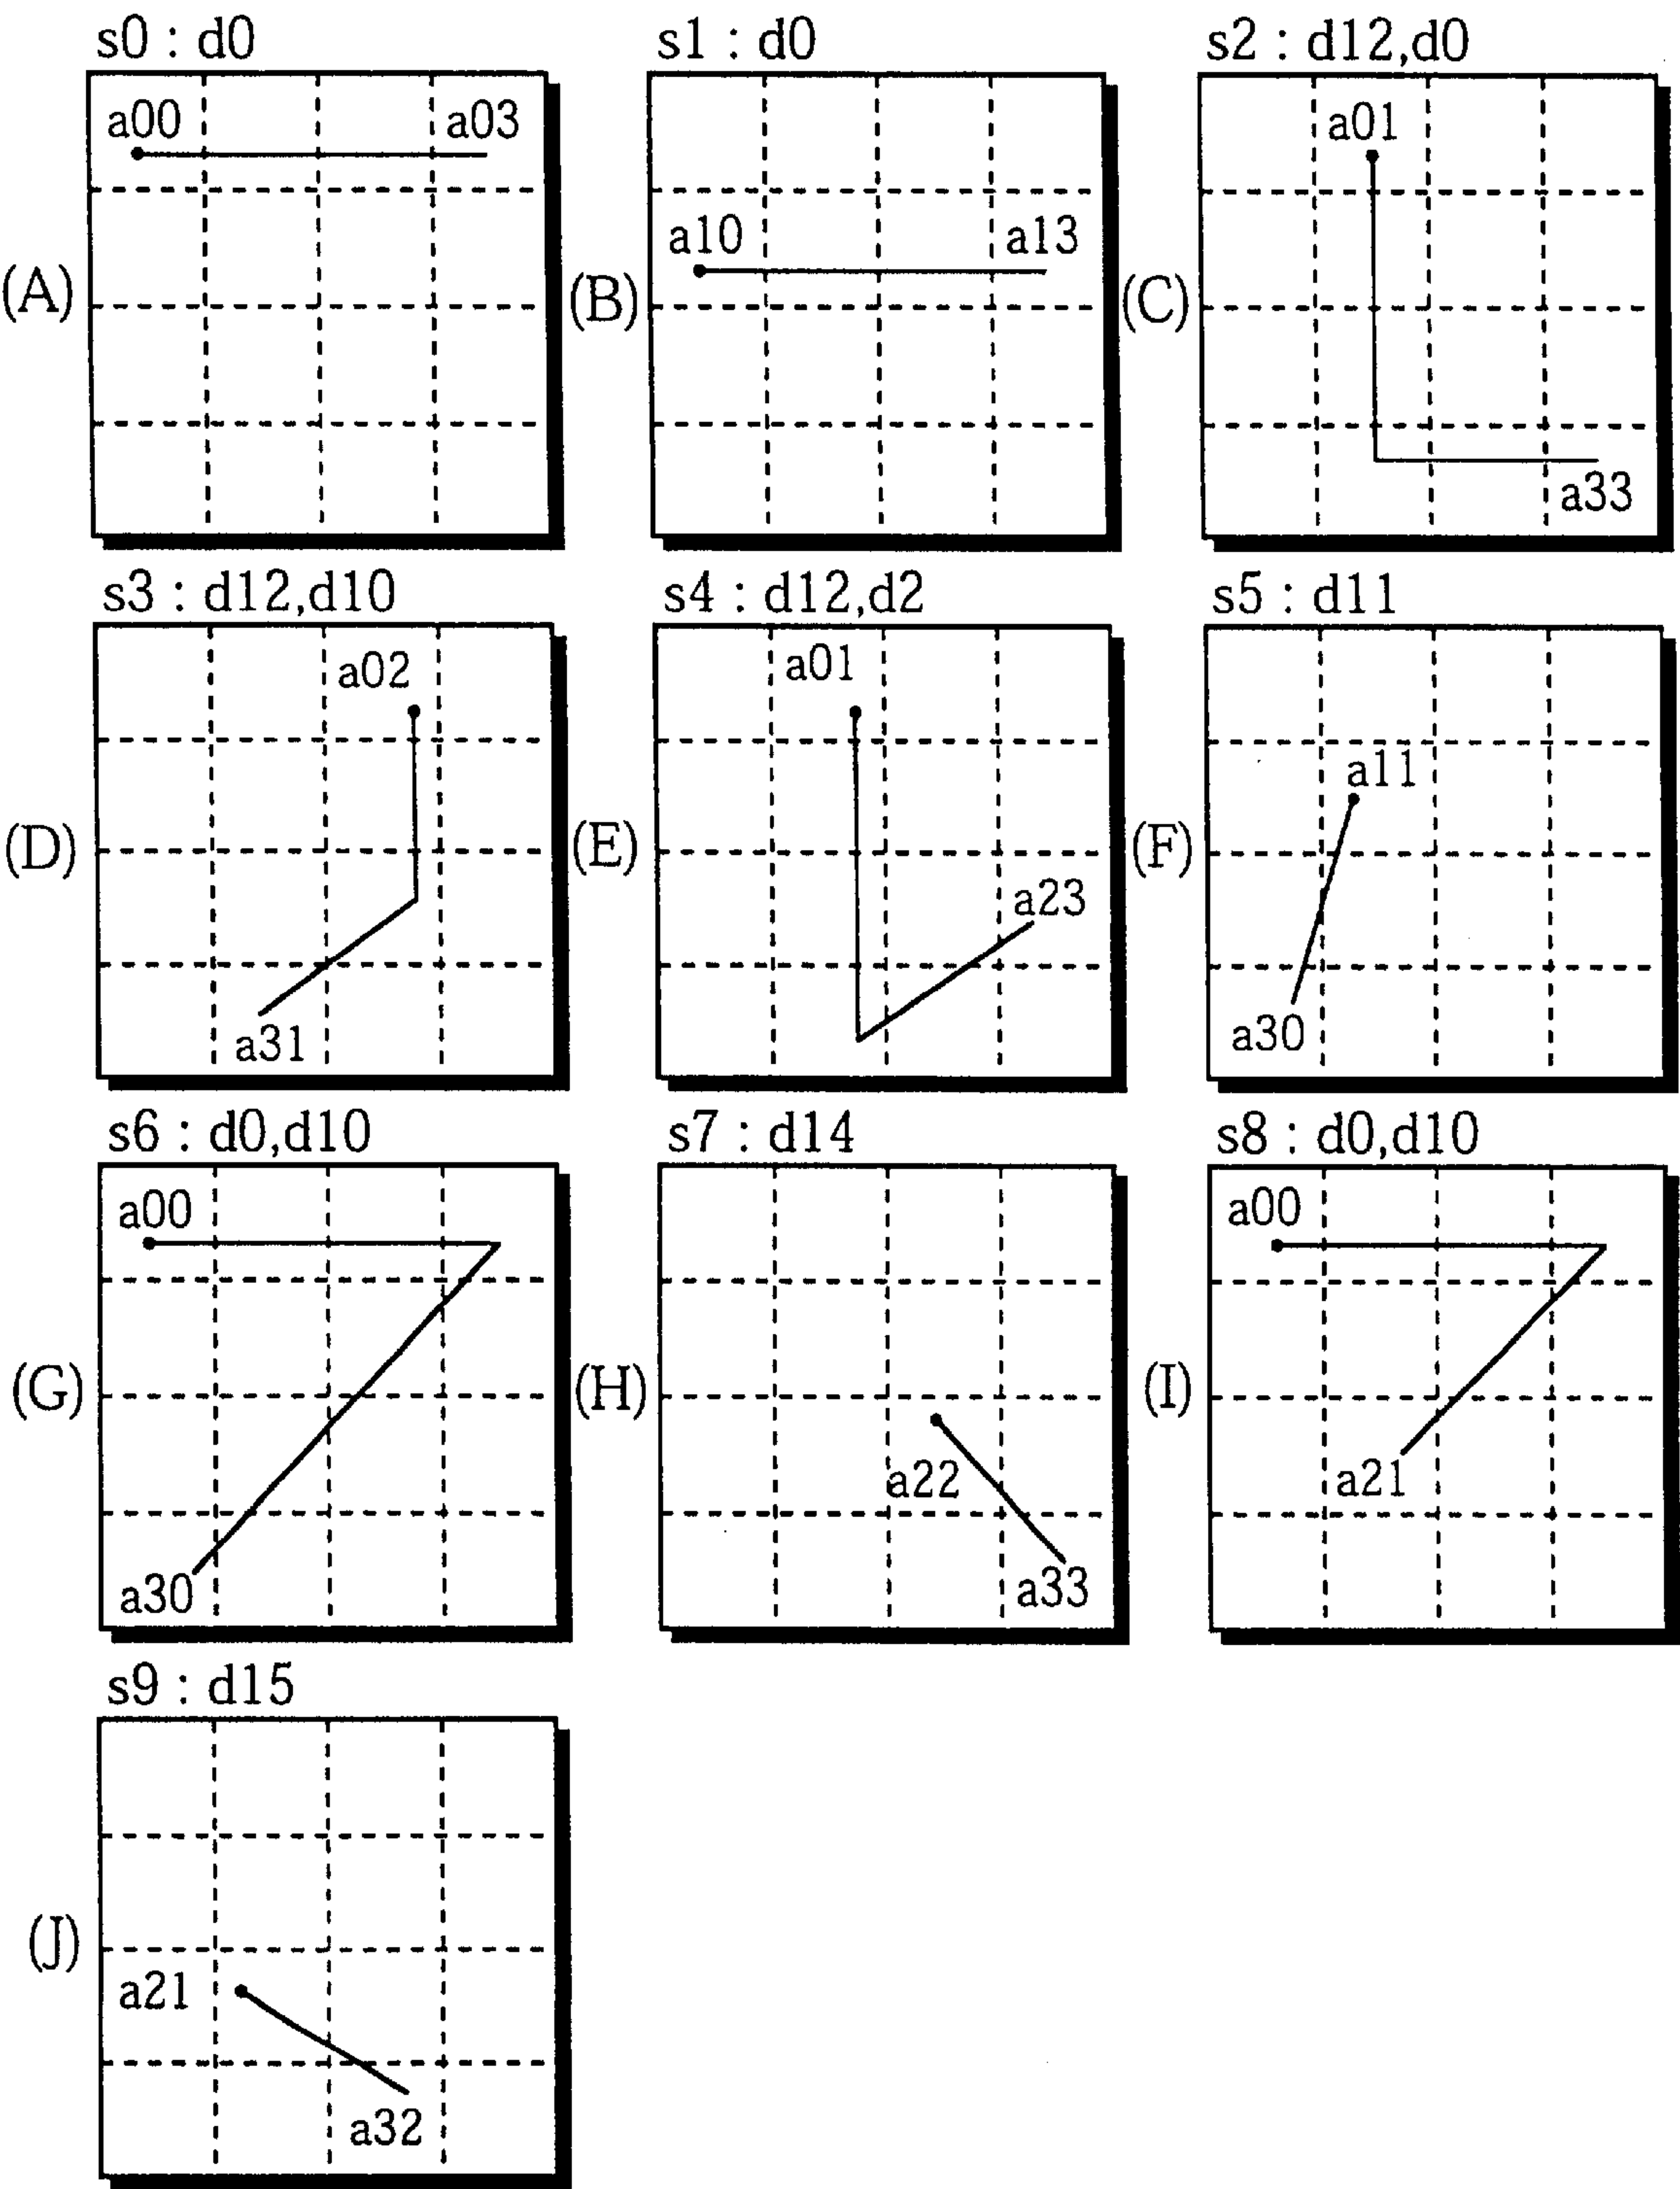 s0 : d0
s1 : d0
s2 : d12,d0
a00
a03
a10
a13
a01
a33
(A)
(B)
(C)
s3 : d12,d10
s4 : d12,d2
s5 : d11
a02
a31
a01
a23
a11
a30
(D)
(E)
(F)
s6 : d0,d10
s7 : d14
s8 : d0,d10
a00
a30
a22
a33
a00
a21
(G)
(H)
(I)
s9 : d15
a21
a32
(J)